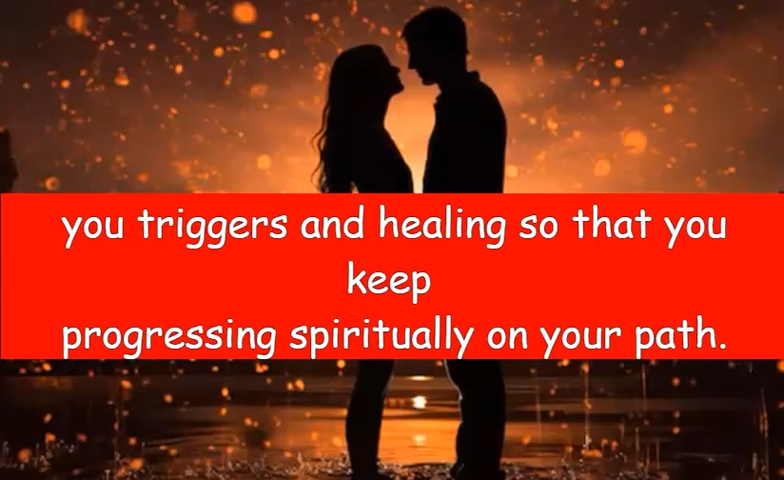 you triggers and healing so that you
keep
progressing spiritually on your path.